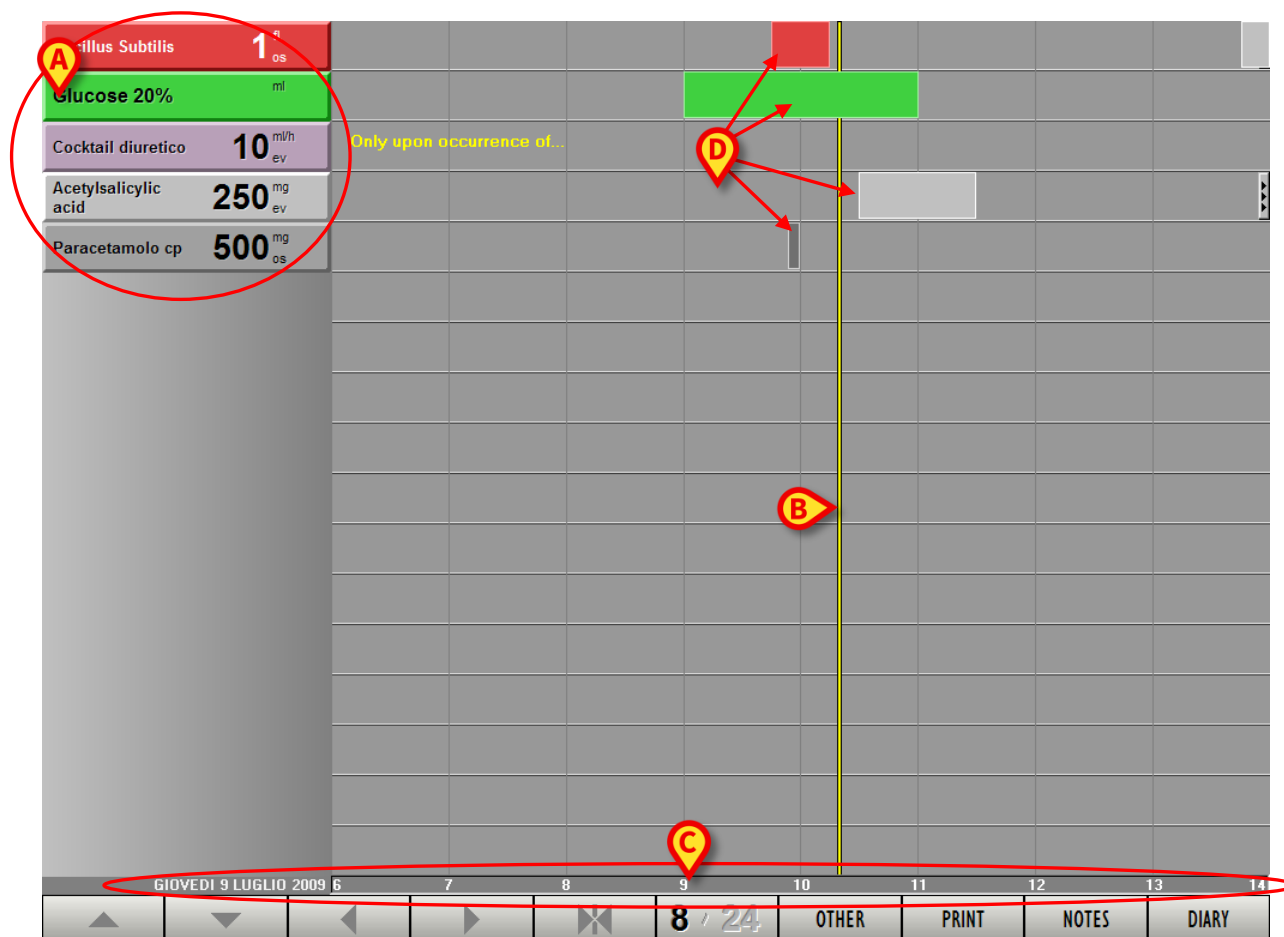 cillus Subtilis 1 fl os
A
Glucose 20% ml
Cocktail diuretico 10 ml/h ev
Only upon occurrence of...
D
Acetylsalicylic acid 250 mg ev
Paracetamolo cp 500 mg os
B
C
GIOVEDI 9 LUGLIO 2009 6 7 8 9 10 11 12 13 14
8 / 24 OTHER PRINT NOTES DIARY